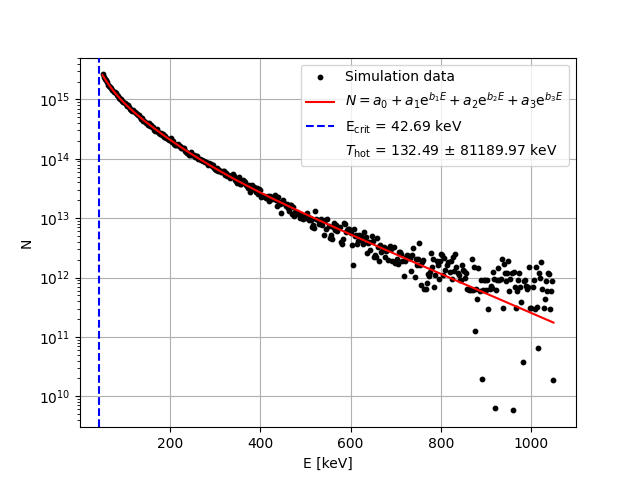 Simulation data
N = a₀ + a₁e^{b₁E} + a₂e^{b₂E} + a₃e^{b₃E}
E_crit = 42.69 keV
T_hot = 132.49 ± 81189.97 keV
10¹⁵
10¹⁴
10¹³
10¹²
10¹¹
10¹⁰
N
200 400 600 800 1000
E [keV]